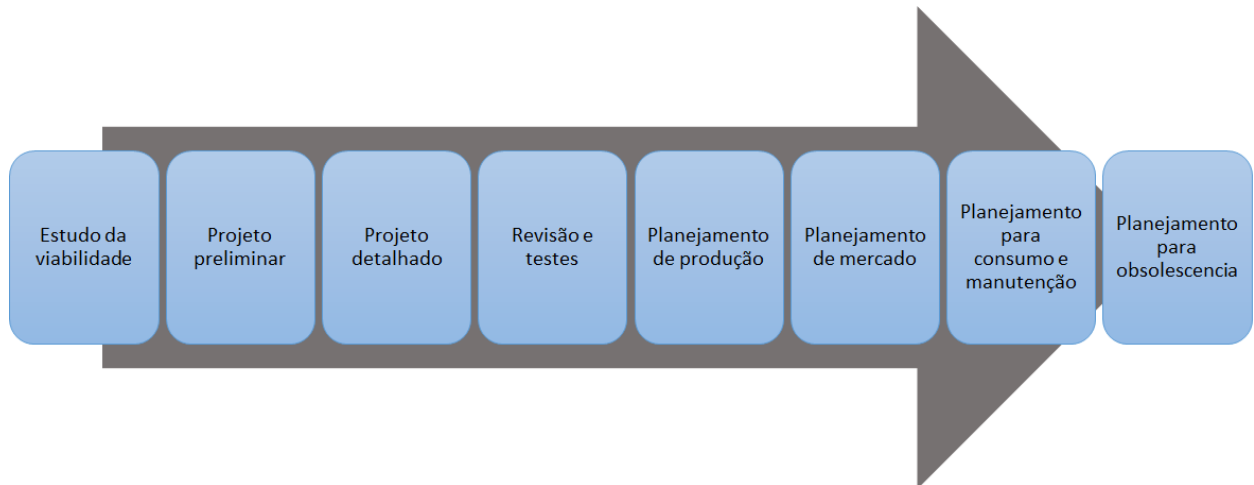 Estudo da
viabilidade
Projeto
preliminar
Projeto
detalhado
Revisão e
testes
Planejamento
de produção
Planejamento
de mercado
Planejamento
para
consumo e
manutenção
Planejamento
para
obsolescencia